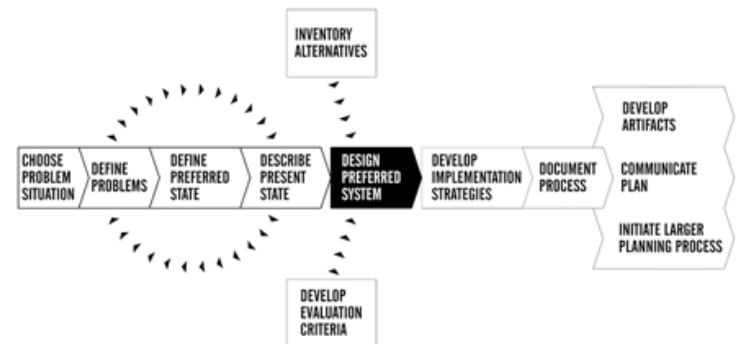 INVENTORY
ALTERNATIVES
CHOOSE
PROBLEM
SITUATION
DEFINE
PROBLEMS
DEFINE
PREFERRED
STATE
DESCRIBE
PRESENT
STATE
DESIGN
PREFERRED
SYSTEM
DEVELOP
IMPLEMENTATION
STRATEGIES
DOCUMENT
PROCESS
DEVELOP
ARTIFACTS
COMMUNICATE
PLAN
INITIATE LARGER
PLANNING PROCESS
DEVELOP
EVALUATION
CRITERIA